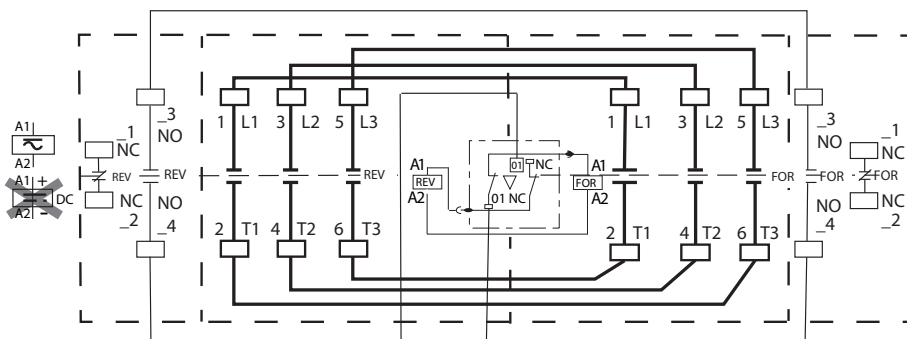 _3
NO
1 L1 3 L2 5 L3
1 L1 3 L2 5 L3
_3
NO
A1
A2
A1 +
DC
A2 -
_1
NC
REV
NC
_2
REV
NO
_4
REV
A1
REV
A2
01
NC
01 NC
A1
FOR
A2
FOR
FOR
NO
_4
_1
NC
FOR
NC
_2
2 T1 4 T2 6 T3
2 T1 4 T2 6 T3